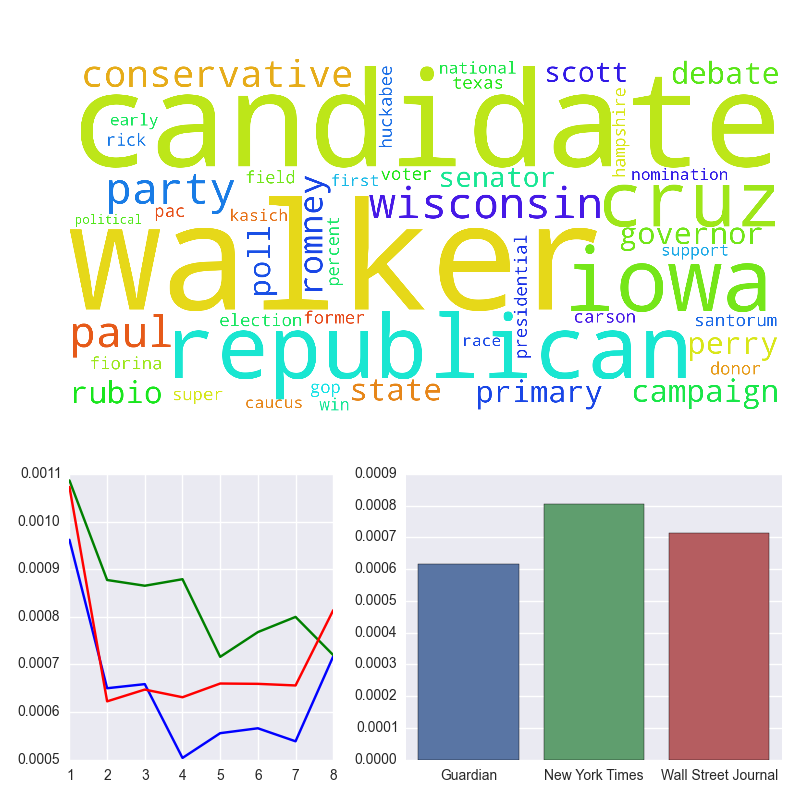 conservative
national
texas
scott
debate
candidate
huckabee
hampshire
early
rick
party
field
first
voter
senator
nomination
political
pac
kasich
romney
wisconsin
cruz
walker
poll
percent
presidential
iowa
governor
support
paul
election
former
republican
race
carson
santorum
perry
fiorina
donor
rubio
super
caucus
gop
win
state
primary
campaign
0.0011
0.0010
0.0009
0.0008
0.0007
0.0006
0.0005
1 2 3 4 5 6 7 8
0.0009
0.0008
0.0007
0.0006
0.0005
0.0004
0.0003
0.0002
0.0001
0.0000
Guardian New York Times Wall Street Journal